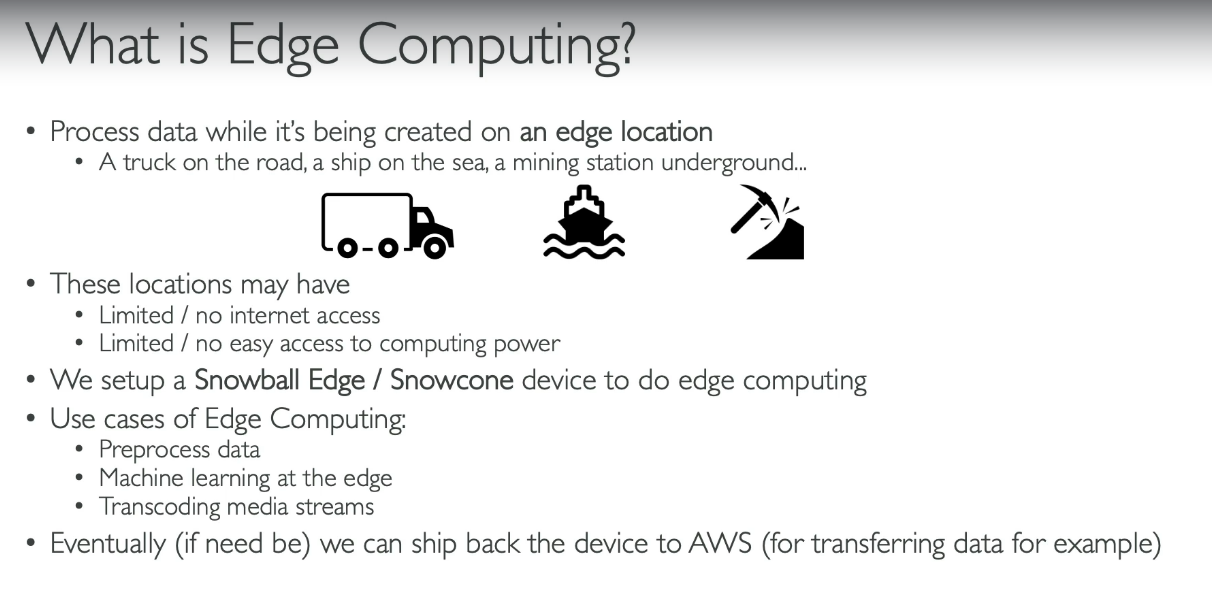 What is Edge Computing?
• Process data while it's being created on an edge location
• A truck on the road, a ship on the sea, a mining station underground...
• These locations may have
• Limited / no internet access
• Limited / no easy access to computing power
• We setup a Snowball Edge / Snowcone device to do edge computing
• Use cases of Edge Computing:
• Preprocess data
• Machine learning at the edge
• Transcoding media streams
• Eventually (if need be) we can ship back the device to AWS (for transferring data for example)